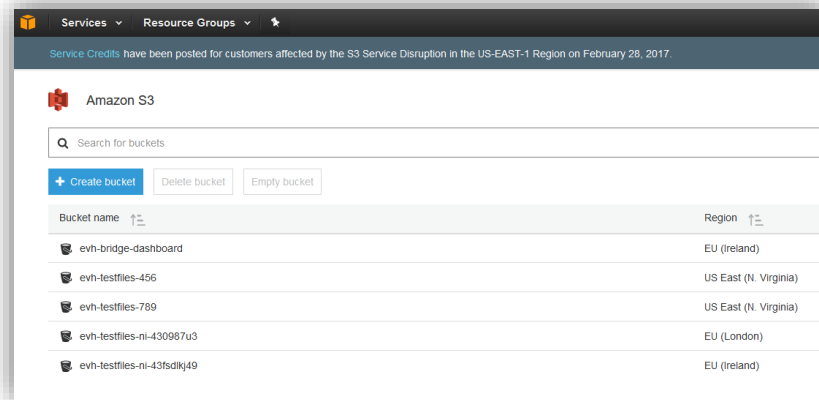 Services Resource Groups
Service Credits have been posted for customers affected by the S3 Service Disruption in the US-EAST-1 Region on February 28, 2017.
Amazon S3
Search for buckets
+ Create bucket Delete bucket Empty bucket
Bucket name Region
evh-bridge-dashboard EU (Ireland)
evh-testfiles-456 US East (N. Virginia)
evh-testfiles-789 US East (N. Virginia)
evh-testfiles-ni-430987u3 EU (London)
evh-testfiles-ni-43fsdlkj49 EU (Ireland)